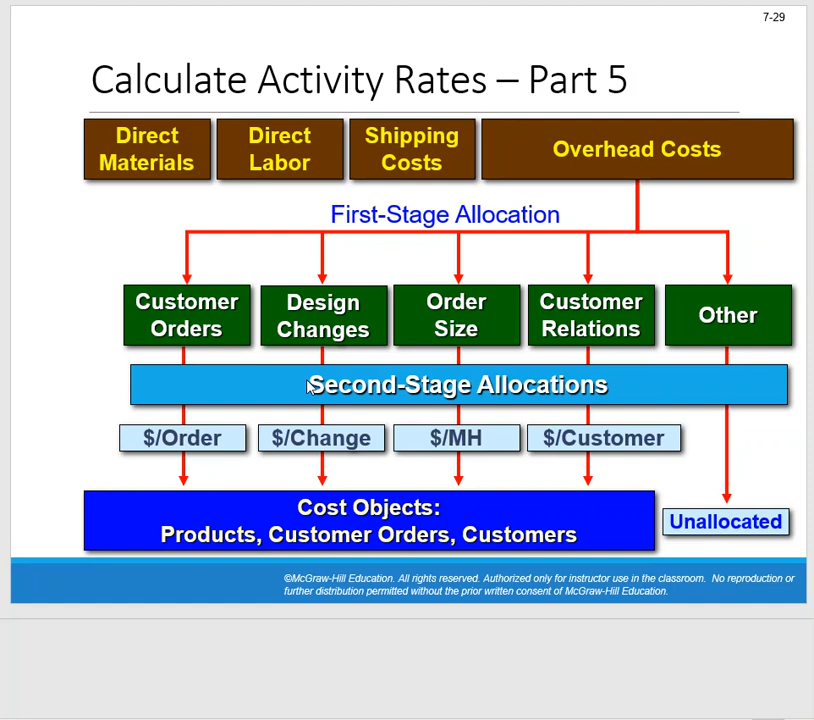 7-29
Calculate Activity Rates – Part 5
Direct
Materials
Direct
Labor
Shipping
Costs
Overhead Costs
First-Stage Allocation
Customer
Orders
Design
Changes
Order
Size
Customer
Relations
Other
Second-Stage Allocations
$/Order
$/Change
$/MH
$/Customer
Cost Objects:
Products, Customer Orders, Customers
Unallocated
©McGraw-Hill Education. All rights reserved. Authorized only for instructor use in the classroom. No reproduction or
further distribution permitted without the prior written consent of McGraw-Hill Education.